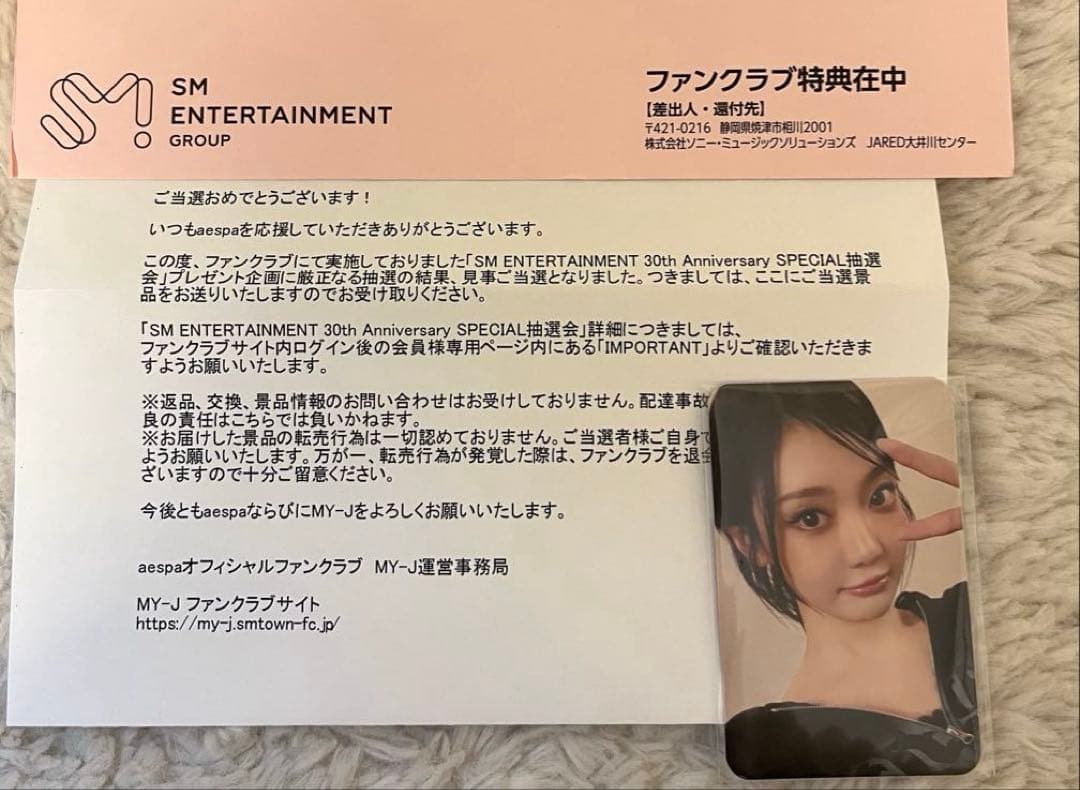 SM
ENTERTAINMENT
GROUP
ファンクラブ特典在中
【差出人・還付先】
〒421-0216 静岡県焼津市相川2001
株式会社ソニー・ミュージックソリューションズ JARED大井川センター
ご当選おめでとうございます！
いつもaespaを応援していただきありがとうございます。
この度、ファンクラブにて実施しておりました「SM ENTERTAINMENT 30th Anniversary SPECIAL抽選
会」プレゼント企画に厳正なる抽選の結果、見事ご当選となりました。つきましては、ここにご当選景
品をお送りいたしますのでお受け取りください。
「SM ENTERTAINMENT 30th Anniversary SPECIAL抽選会」詳細につきましては、
ファンクラブサイト内ログイン後の会員様専用ページ内にある「IMPORTANT」よりご確認いただきま
すようお願いいたします。
※返品、交換、景品情報のお問い合わせはお受けしておりません。配達事故
良の責任はこちらでは負いかねます。
※お届けした景品の転売行為は一切認めておりません。ご当選者様ご自身で
ようお願いいたします。万が一、転売行為が発覚した際は、ファンクラブを退会
ざいますので十分ご留意ください。
今後ともaespaならびにMY-Jをよろしくお願いいたします。
aespaオフィシャルファンクラブ MY-J運営事務局
MY-J ファンクラブサイト
https://my-j.smtown-fc.jp/